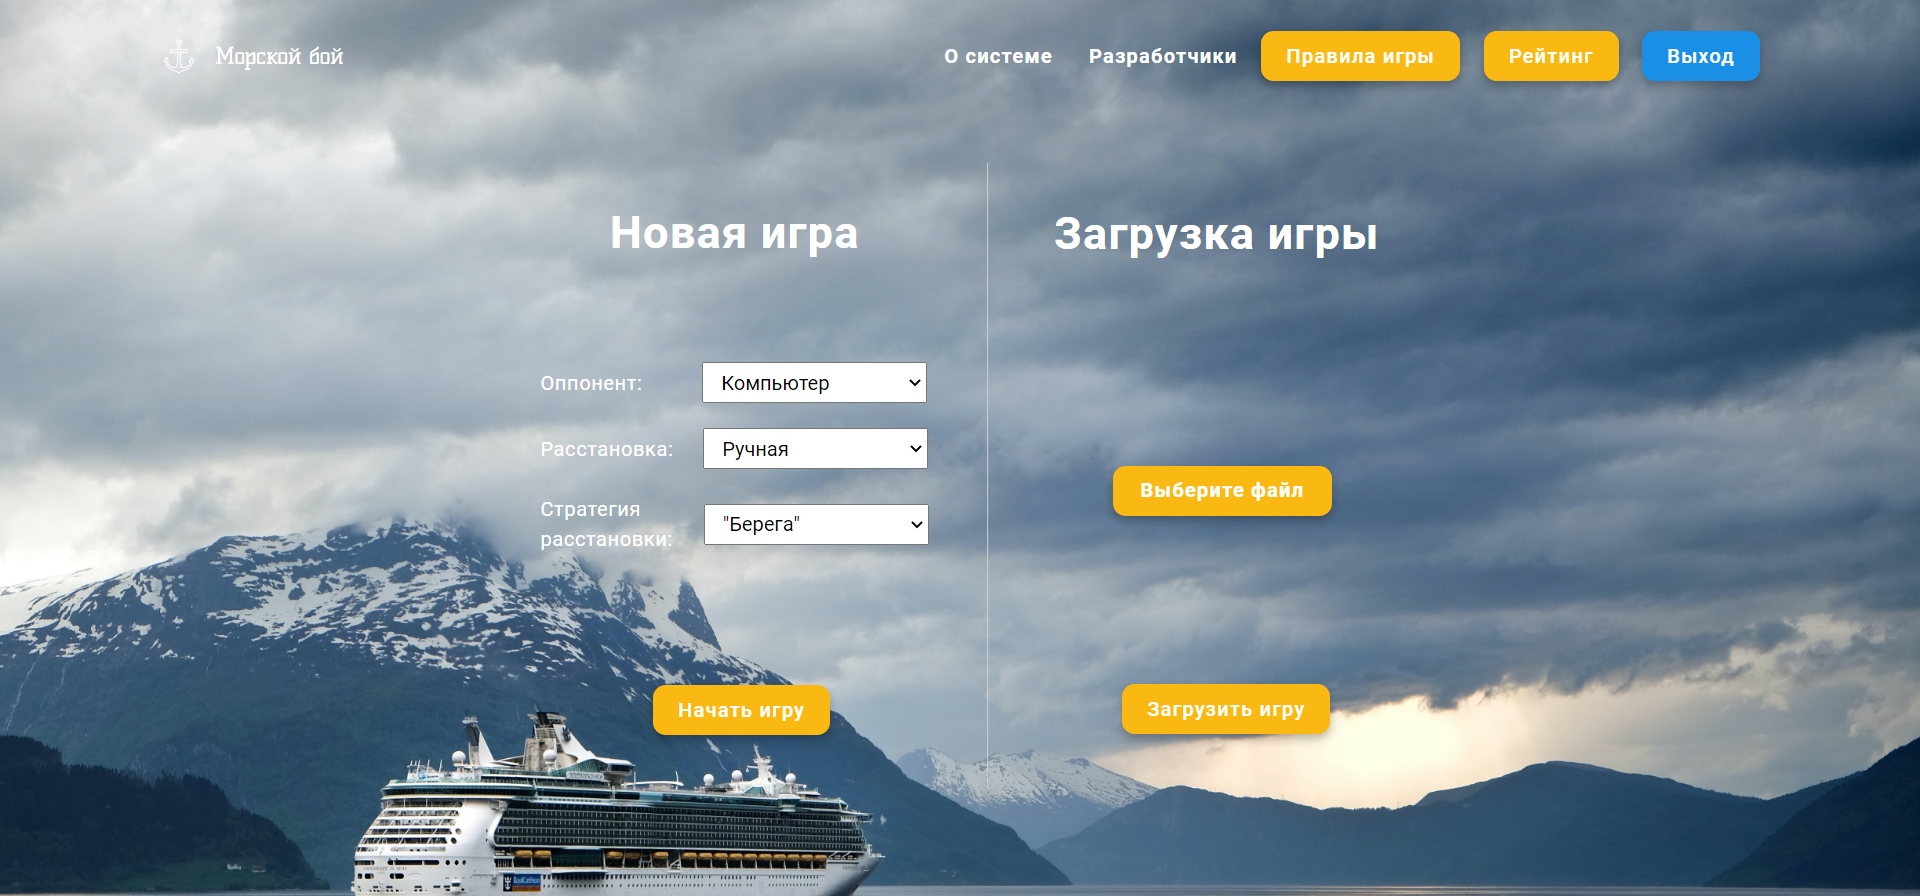 Морской бой
О системе
Разработчики
Правила игры
Рейтинг
Выход
Новая игра
Оппонент:
Компьютер
Расстановка:
Ручная
Стратегия
расстановки:
"Берега"
Начать игру
Загрузка игры
Выберите файл
Загрузить игру